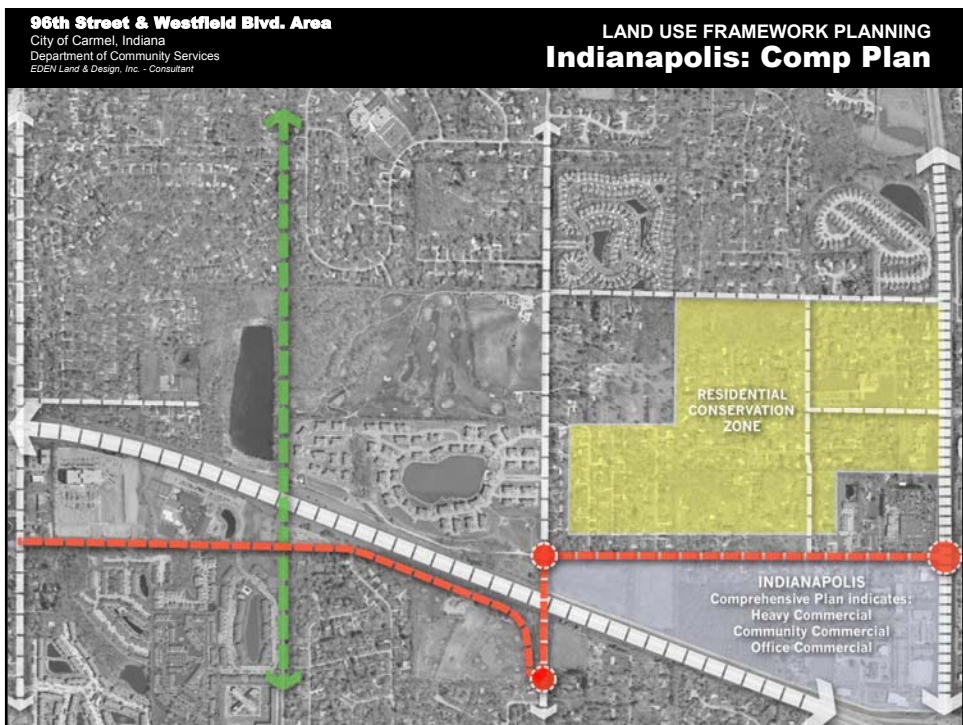 96th Street & Westfield Blvd. Area
City of Carmel, Indiana
Department of Community Services
EDEN Land & Design, Inc. - Consultant
LAND USE FRAMEWORK PLANNING
Indianapolis: Comp Plan
RESIDENTIAL
CONSERVATION
ZONE
INDIANAPOLIS
Comprehensive Plan indicates:
Heavy Commercial
Community Commercial
Office Commercial